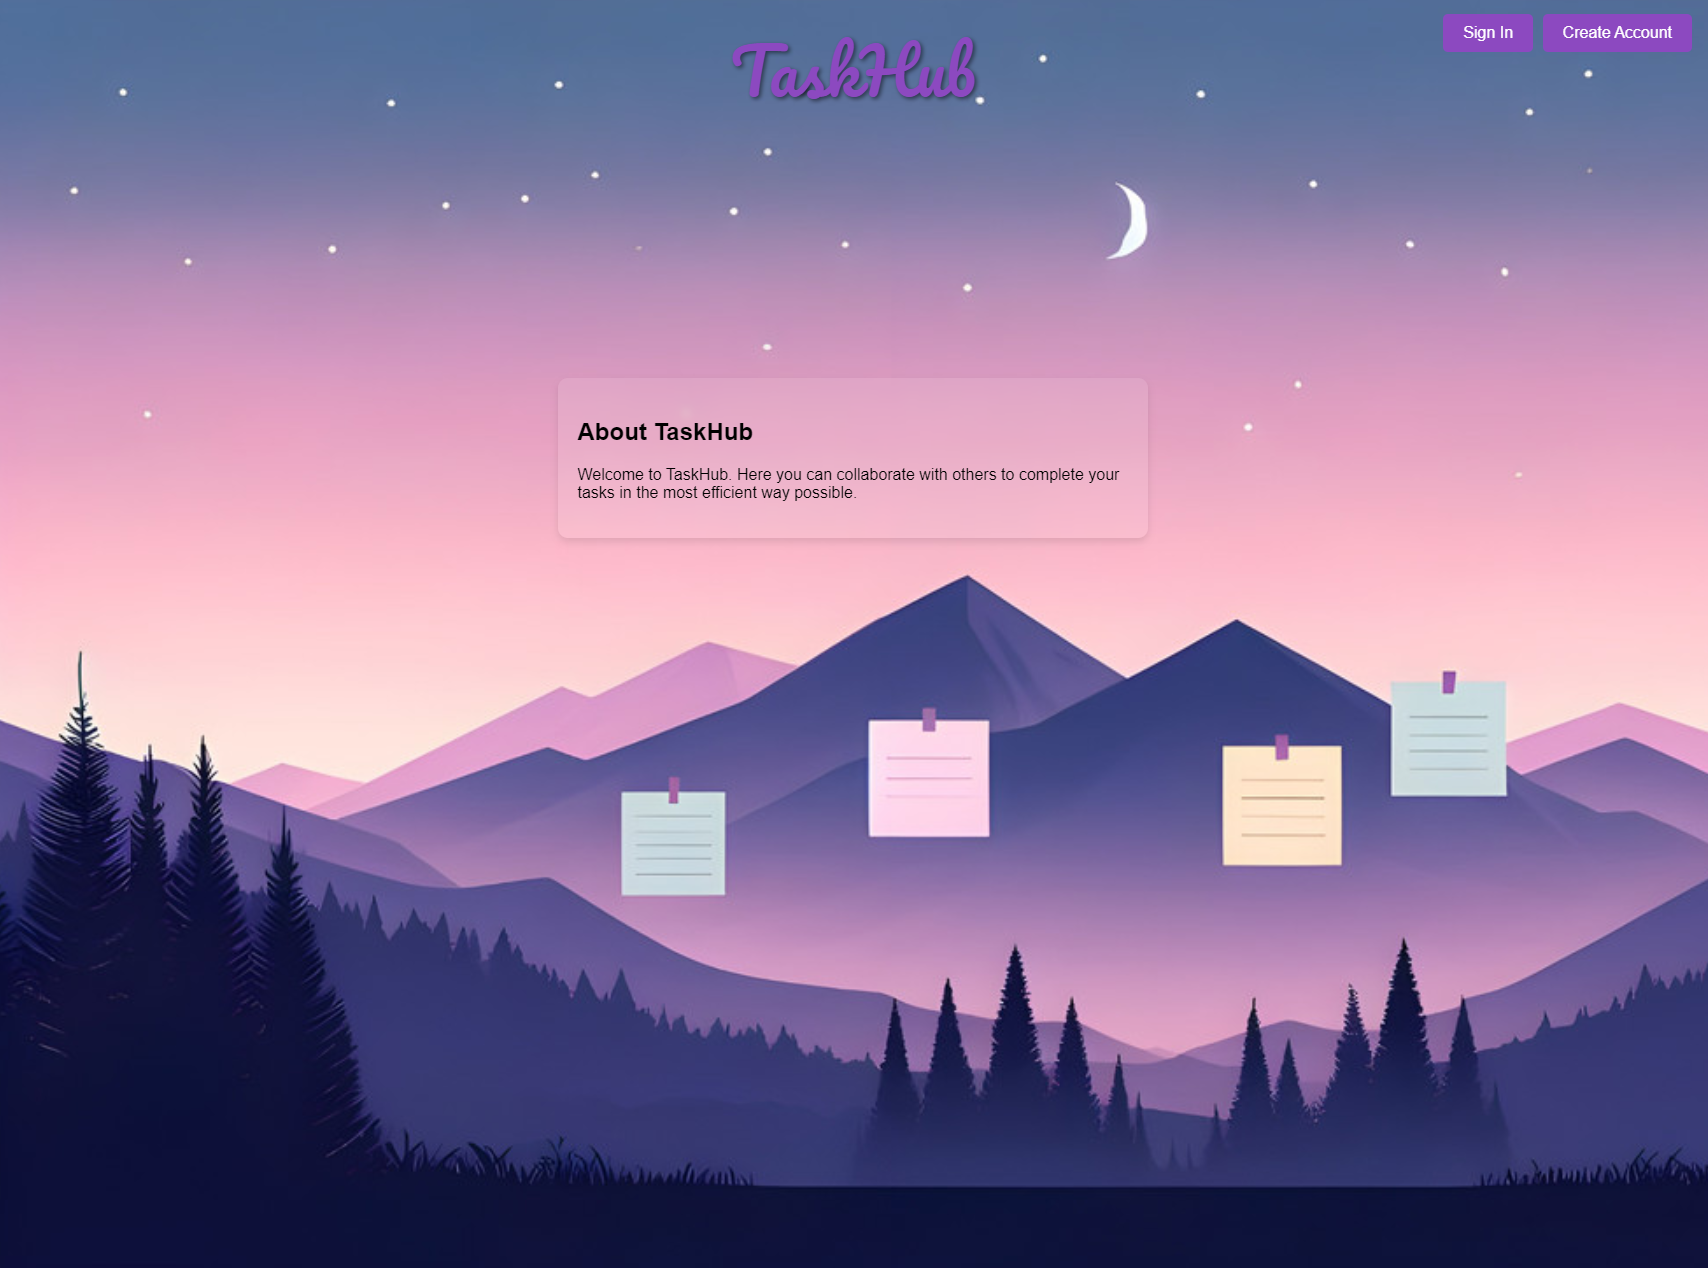 Sign In
Create Account
TaskHub
About TaskHub
Welcome to TaskHub. Here you can collaborate with others to complete your
tasks in the most efficient way possible.